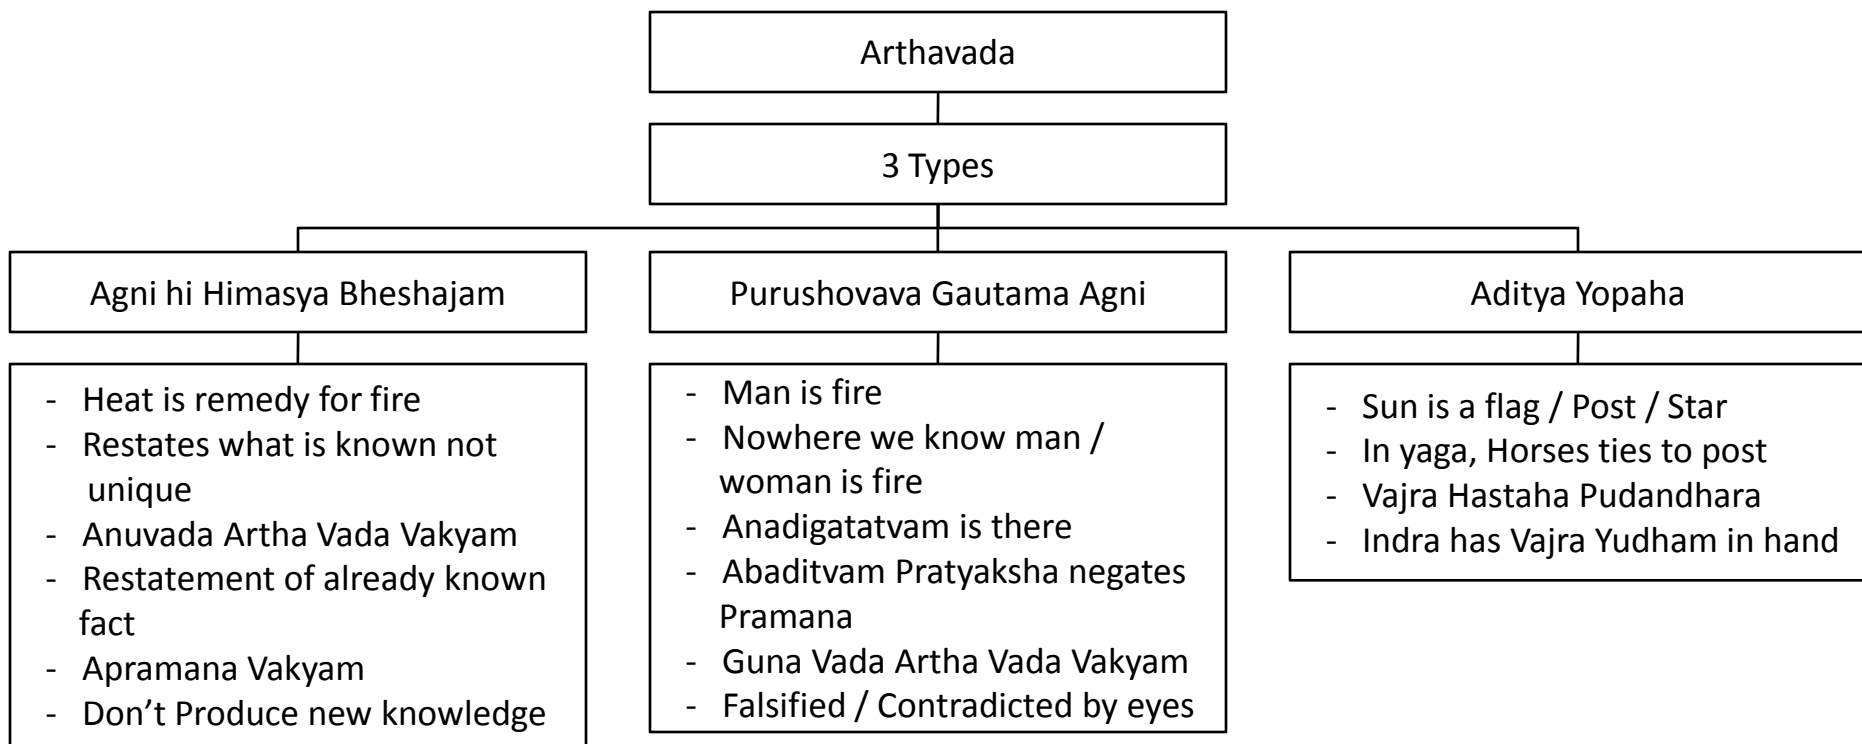 Arthavada
3 Types
Agni hi Himasya Bheshajam
- Heat is remedy for fire
- Restates what is known not
unique
- Anuvada Artha Vada Vakyam
- Restatement of already known
fact
- Apramana Vakyam
- Don’t Produce new knowledge
Purushovava Gautama Agni
- Man is fire
- Nowhere we know man /
woman is fire
- Anadigatatvam is there
- Abaditvam Pratyaksha negates
Pramana
- Guna Vada Artha Vada Vakyam
- Falsified / Contradicted by eyes
Aditya Yopaha
- Sun is a flag / Post / Star
- In yaga, Horses ties to post
- Vajra Hastaha Pudandhara
- Indra has Vajra Yudham in hand